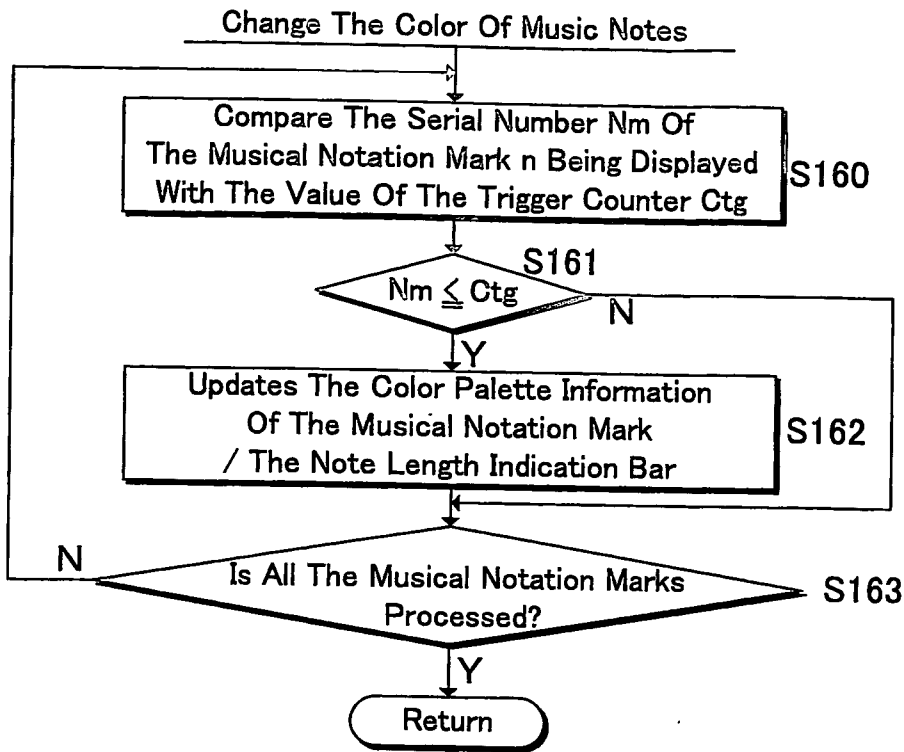 Change The Color Of Music Notes
Compare The Serial Number Nm Of
The Musical Notation Mark n Being Displayed
With The Value Of The Trigger Counter Ctg
S160
S161
Nm ≦ Ctg
N
Y
Updates The Color Palette Information
Of The Musical Notation Mark
/ The Note Length Indication Bar
S162
N
Is All The Musical Notation Marks
Processed?
S163
Y
Return